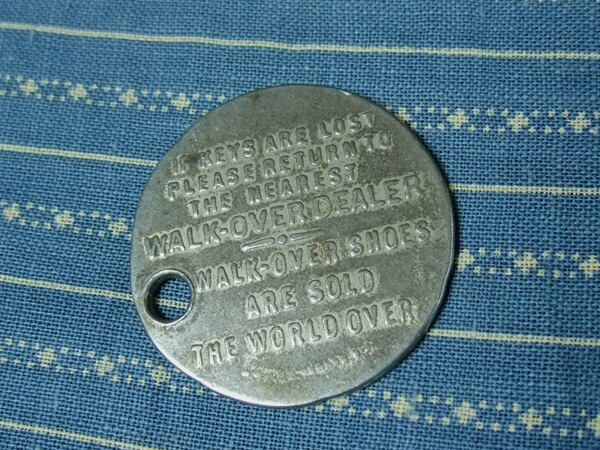 IF KEYS ARE LOST
PLEASE RETURN TO
THE NEAREST
WALK-OVER DEALER
WALK-OVER SHOES
ARE SOLD
THE WORLD OVER